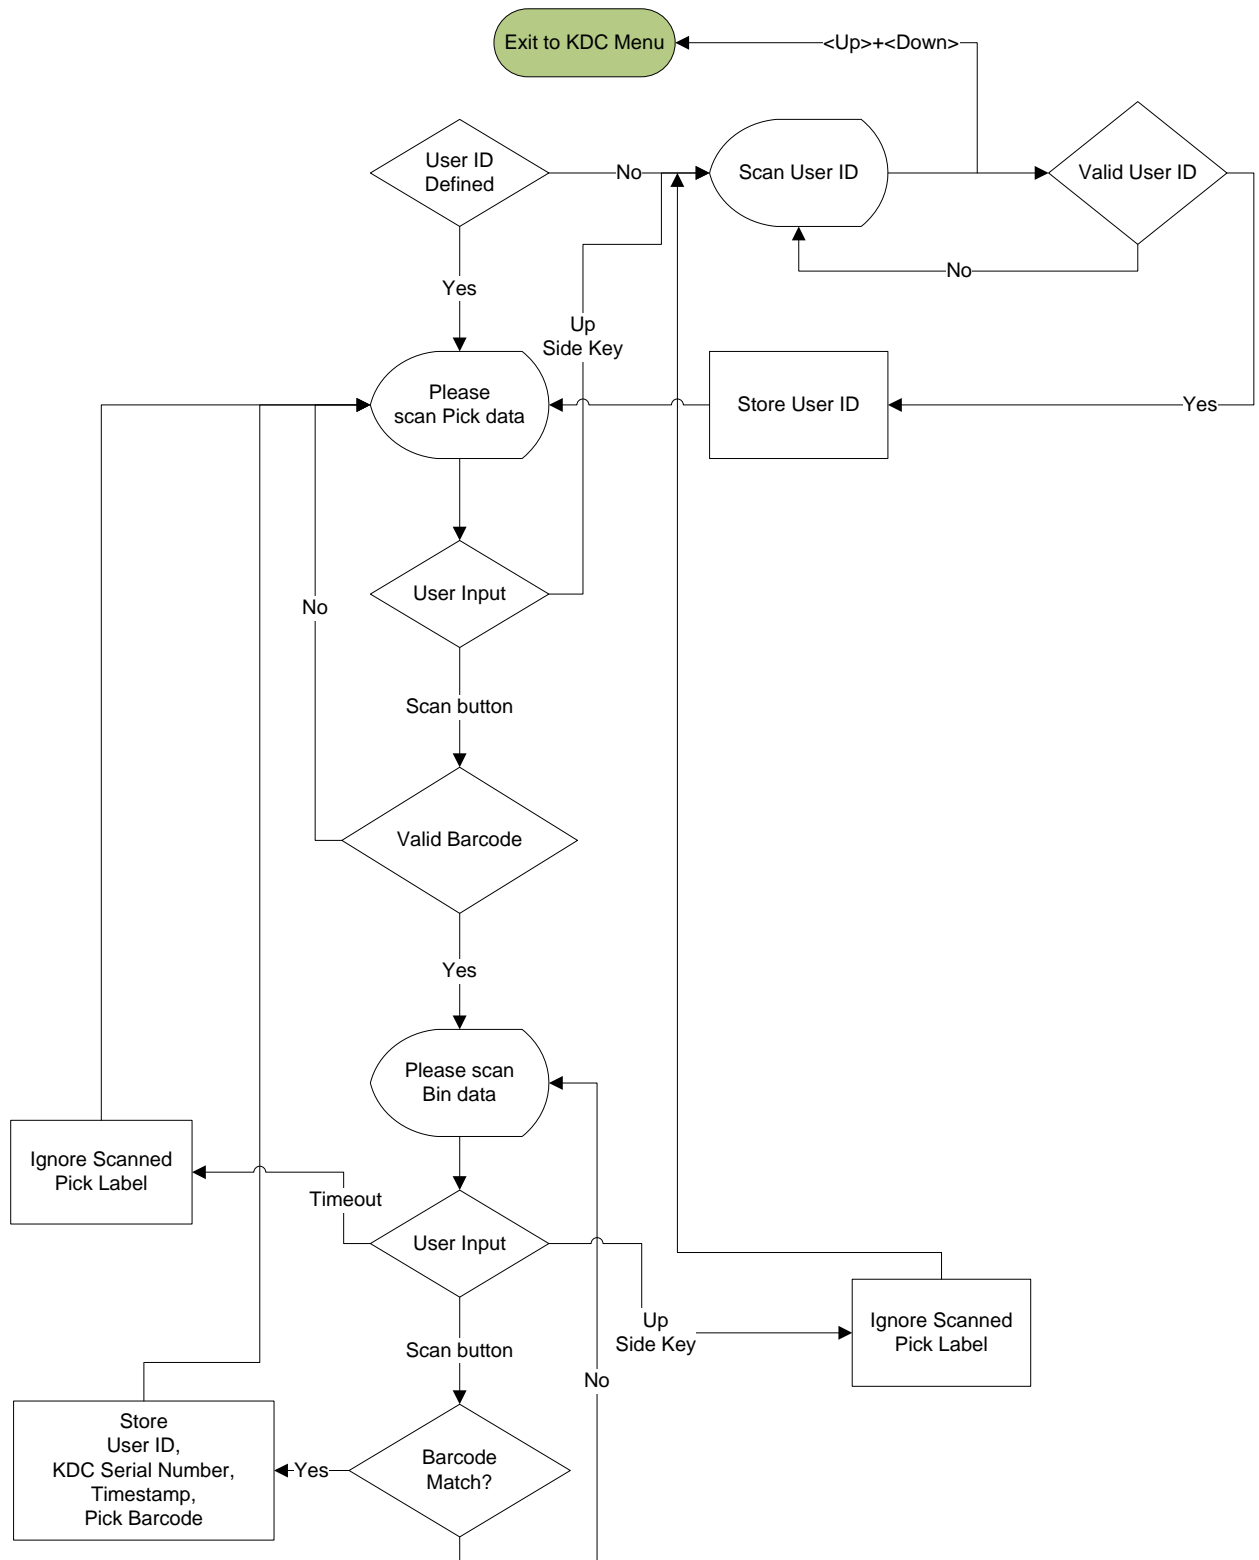 Exit to KDC Menu
<Up>+<Down>
User ID
Defined
No
Scan User ID
Valid User ID
No
Yes
Up
Side Key
Please
scan Pick data
Store User ID
Yes
User Input
No
Scan button
Valid Barcode
Yes
Please scan
Bin data
Ignore Scanned
Pick Label
Timeout
User Input
Up
Side Key
Ignore Scanned
Pick Label
Scan button
No
Store
User ID,
KDC Serial Number,
Timestamp,
Pick Barcode
Yes
Barcode
Match?